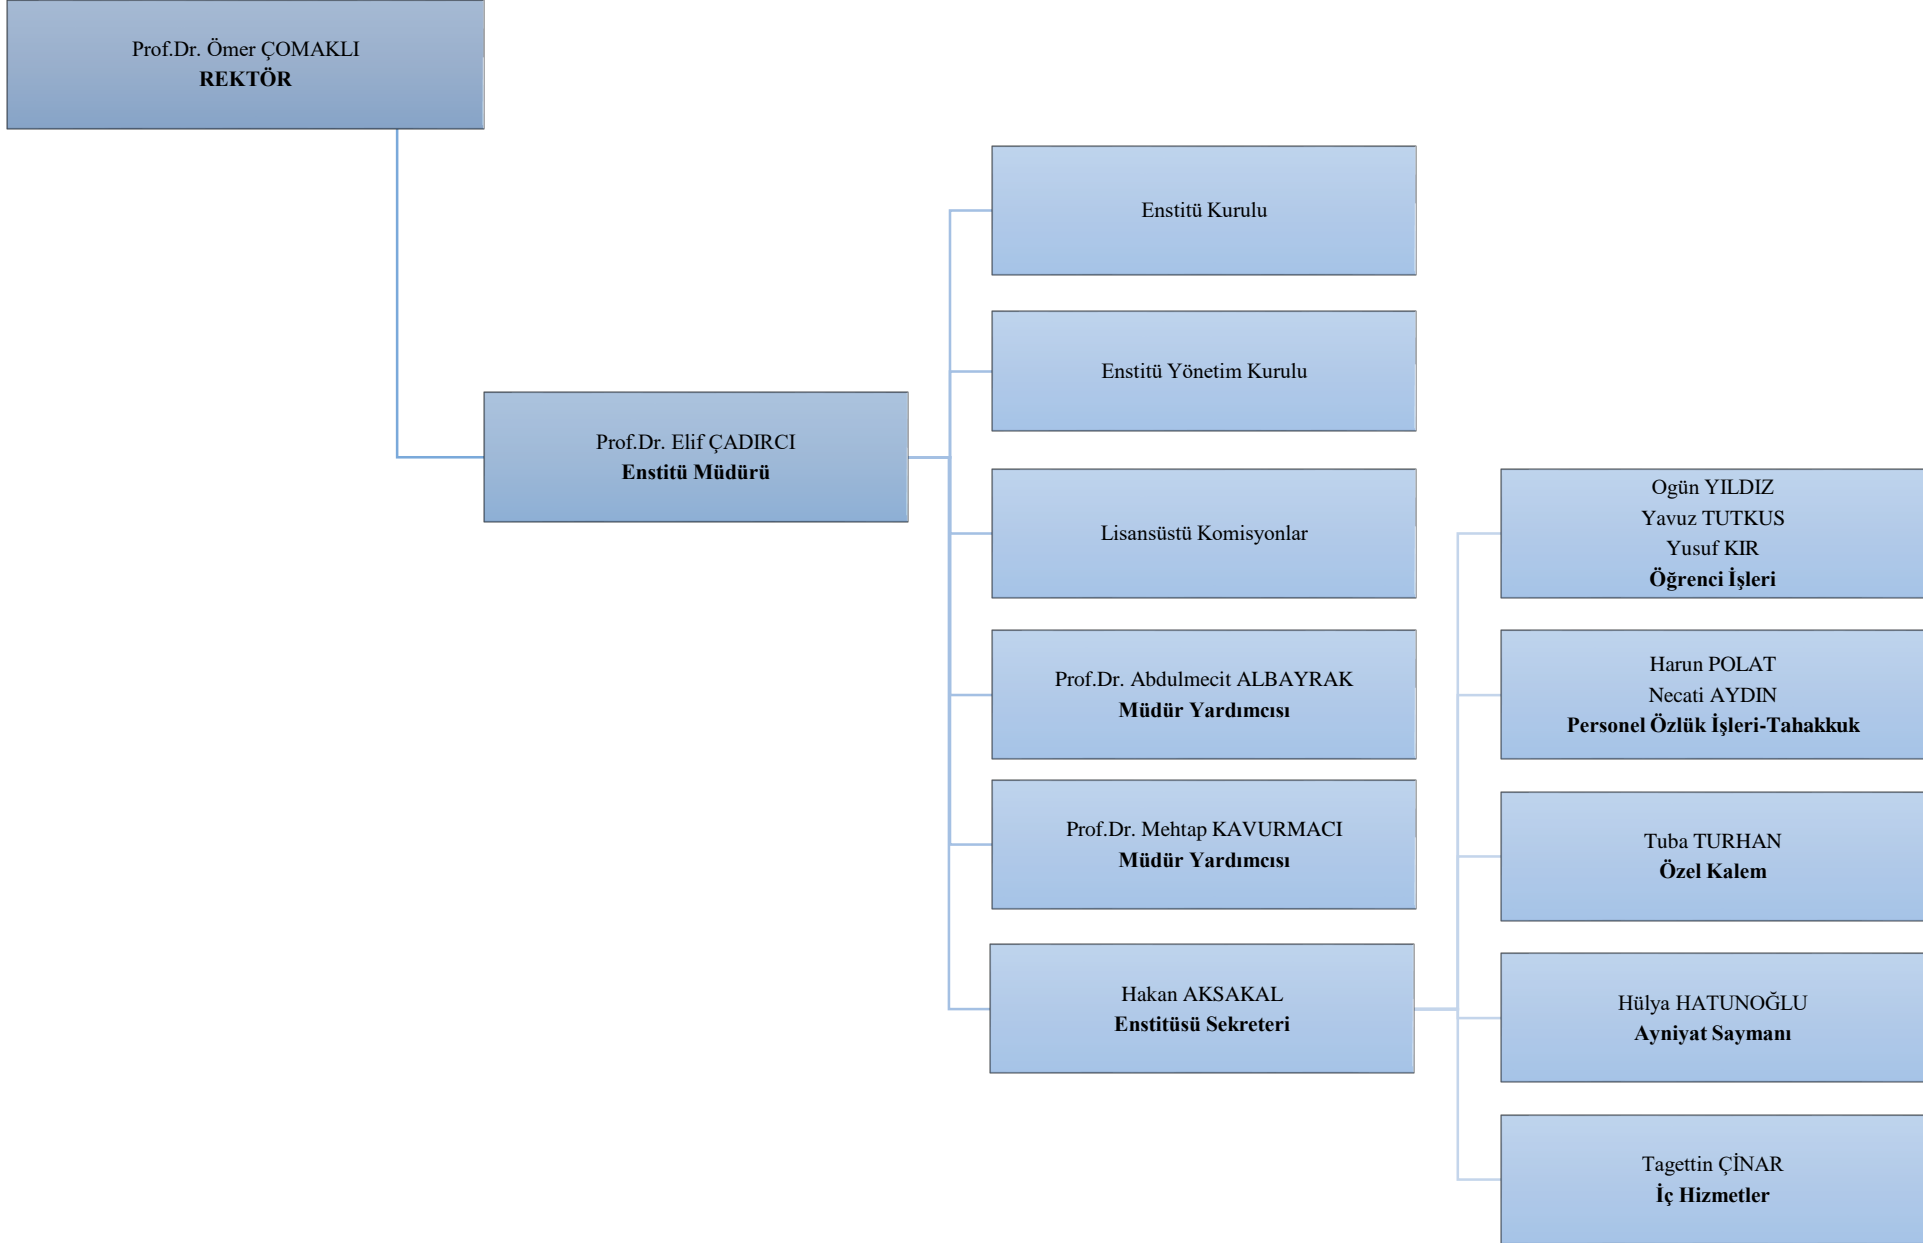 Prof.Dr. Ömer ÇOMAKLI
REKTÖR
Prof.Dr. Elif ÇADIRCI
Enstitü Müdürü
Enstitü Kurulu
Enstitü Yönetim Kurulu
Lisansüstü Komisyonlar
Prof.Dr. Abdulmecit ALBAYRAK
Müdür Yardımcısı
Prof.Dr. Mehtap KAVURMACI
Müdür Yardımcısı
Hakan AKSAKAL
Enstitüsü Sekreteri
Ogün YILDIZ
Yavuz TUTKUS
Yusuf KIR
Öğrenci İşleri
Harun POLAT
Necati AYDIN
Personel Özlük İşleri-Tahakkuk
Tuba TURHAN
Özel Kalem
Hülya HATUNOĞLU
Ayniyat Saymanı
Tagettin ÇİNAR
İç Hizmetler